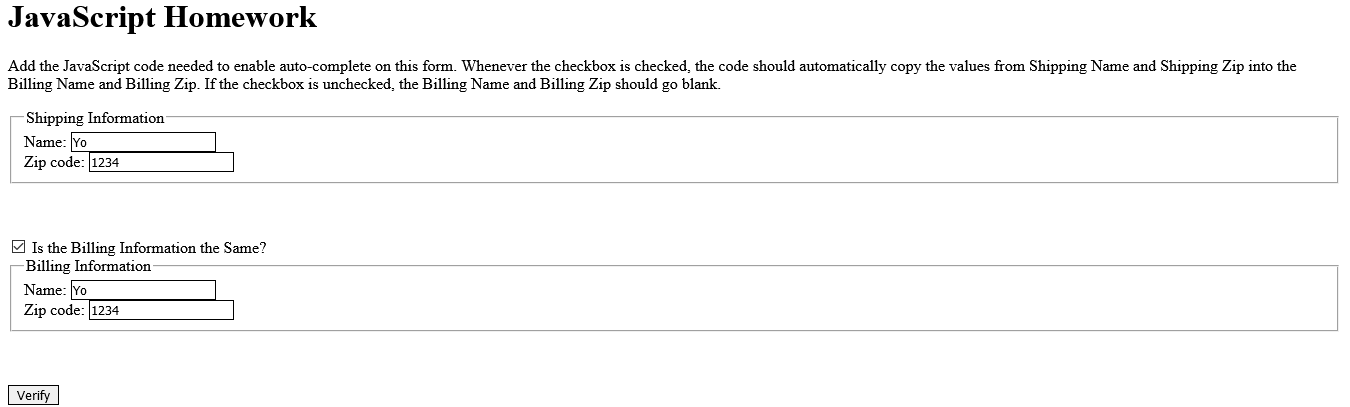 JavaScript Homework
Add the JavaScript code needed to enable auto-complete on this form. Whenever the checkbox is checked, the code should automatically copy the values from Shipping Name and Shipping Zip into the
Billing Name and Billing Zip. If the checkbox is unchecked, the Billing Name and Billing Zip should go blank.
Shipping Information
Name: Yo
Zip code: 1234
Is the Billing Information the Same?
Billing Information
Name: Yo
Zip code: 1234
Verify